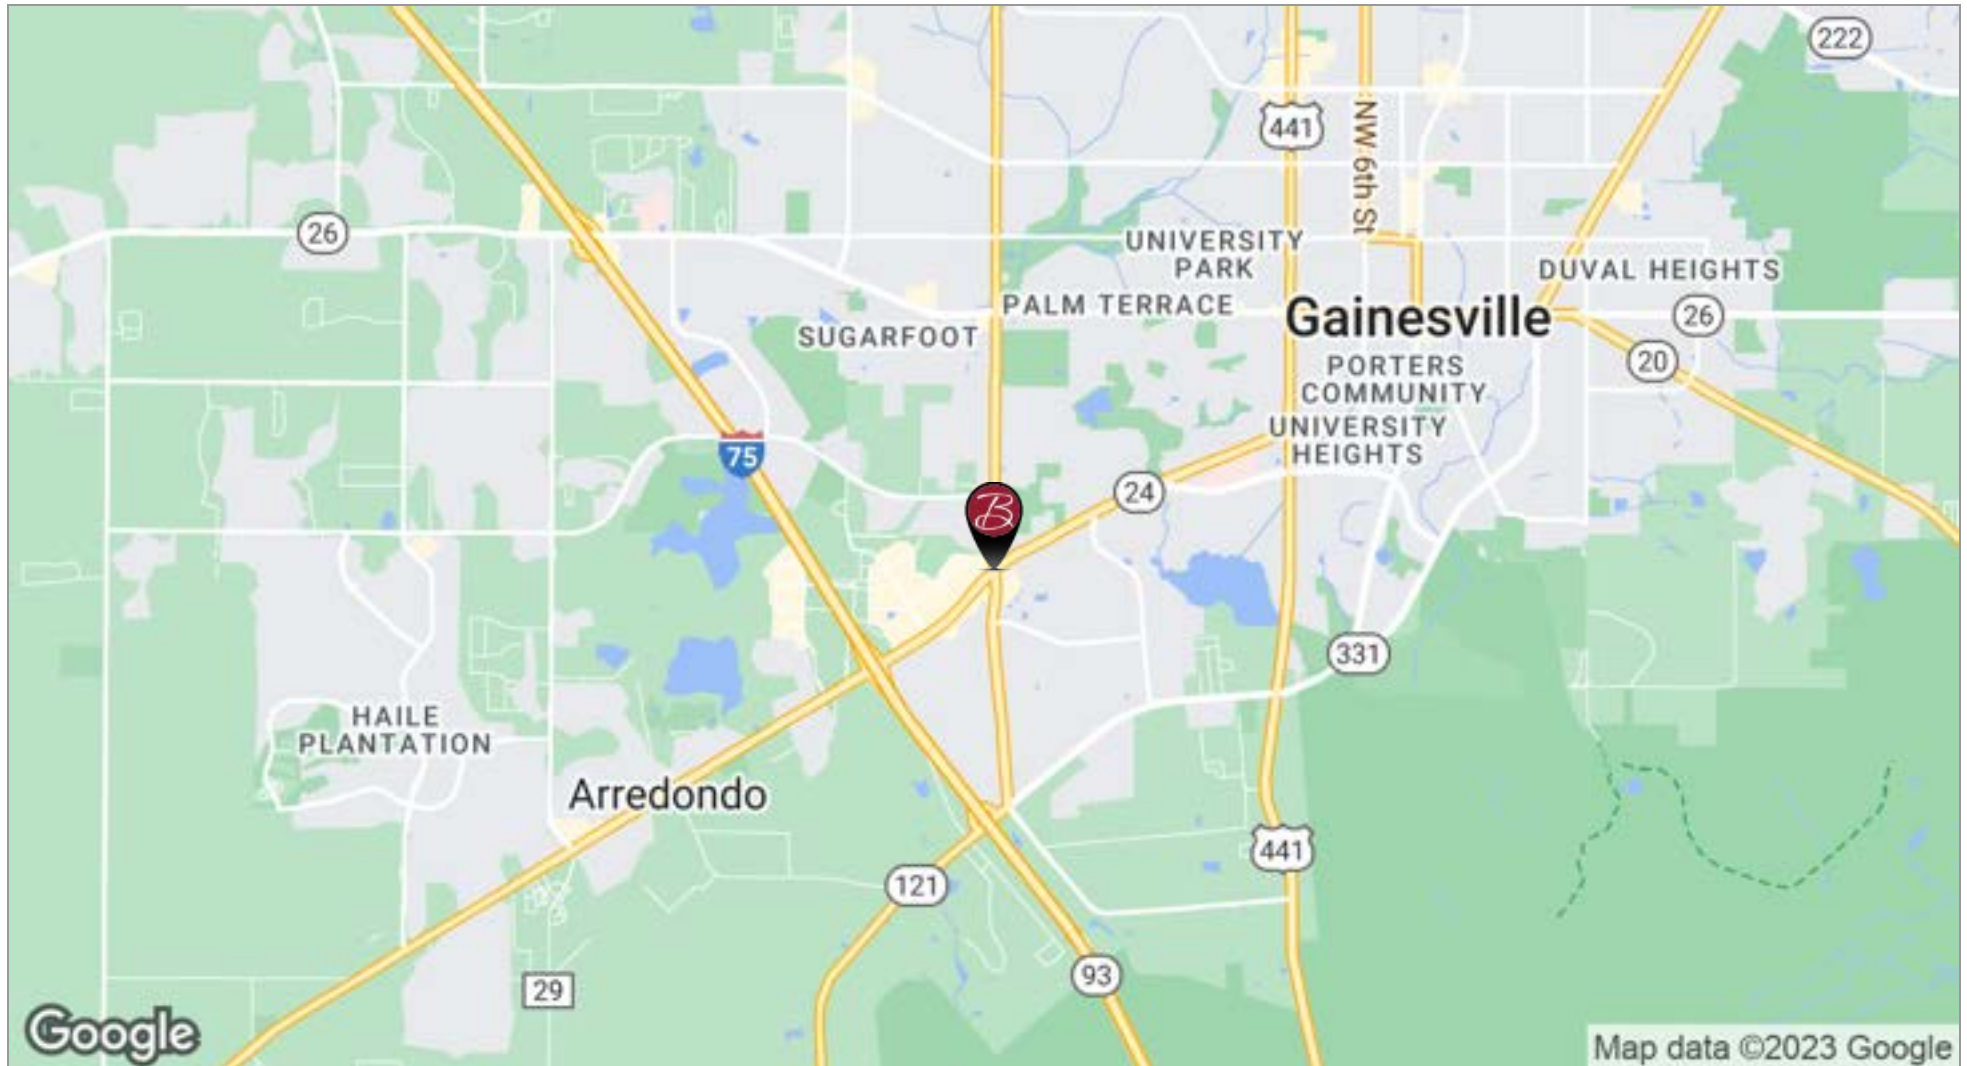 222
441
NW 6th St
26
UNIVERSITY
PARK
DUVAL HEIGHTS
PALM TERRACE
Gainesville
26
SUGARFOOT
20
PORTERS
COMMUNITY
UNIVERSITY
HEIGHTS
75
24
B
331
HAILE
PLANTATION
Arredondo
441
121
93
29
Google
Map data ©2023 Google